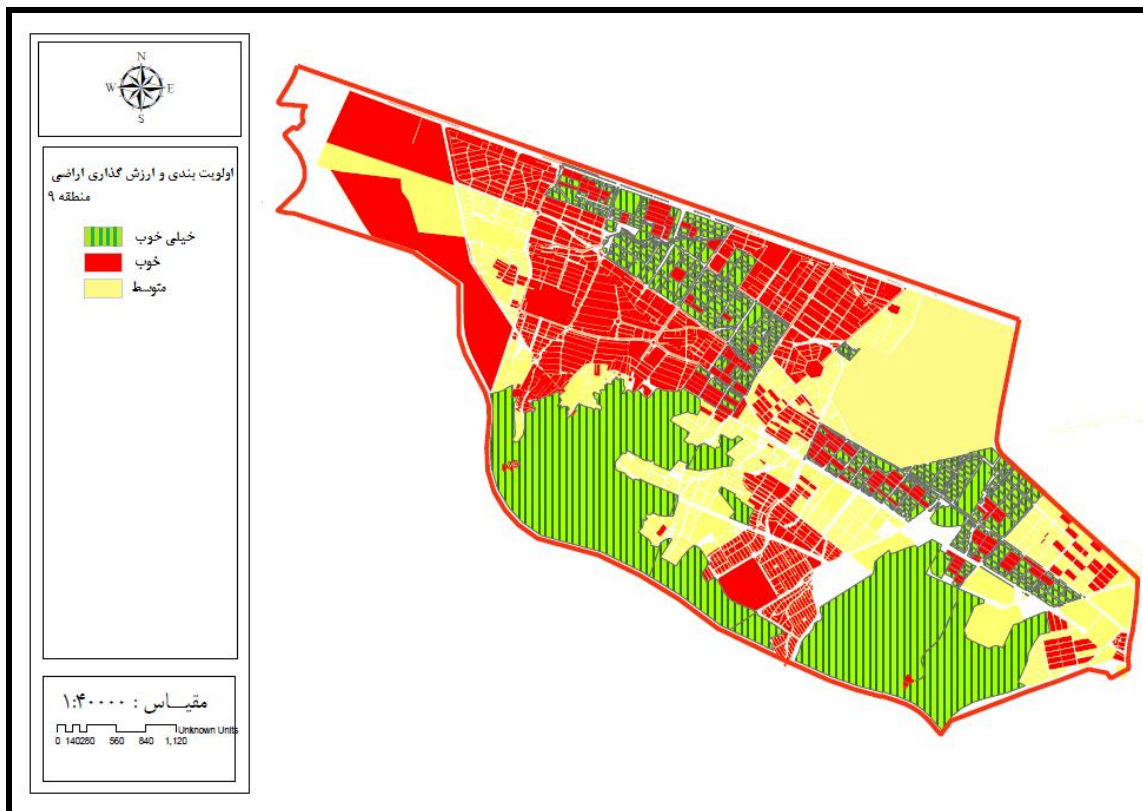 N
W E
S
اولویت بندی و ارزش گذاری اراضی
منطقه ۹
خیلی خوب
خوب
متوسط
مقیـــاس : ۱:۴۰۰۰۰
Unknown Units
0 140280 560 840 1,120